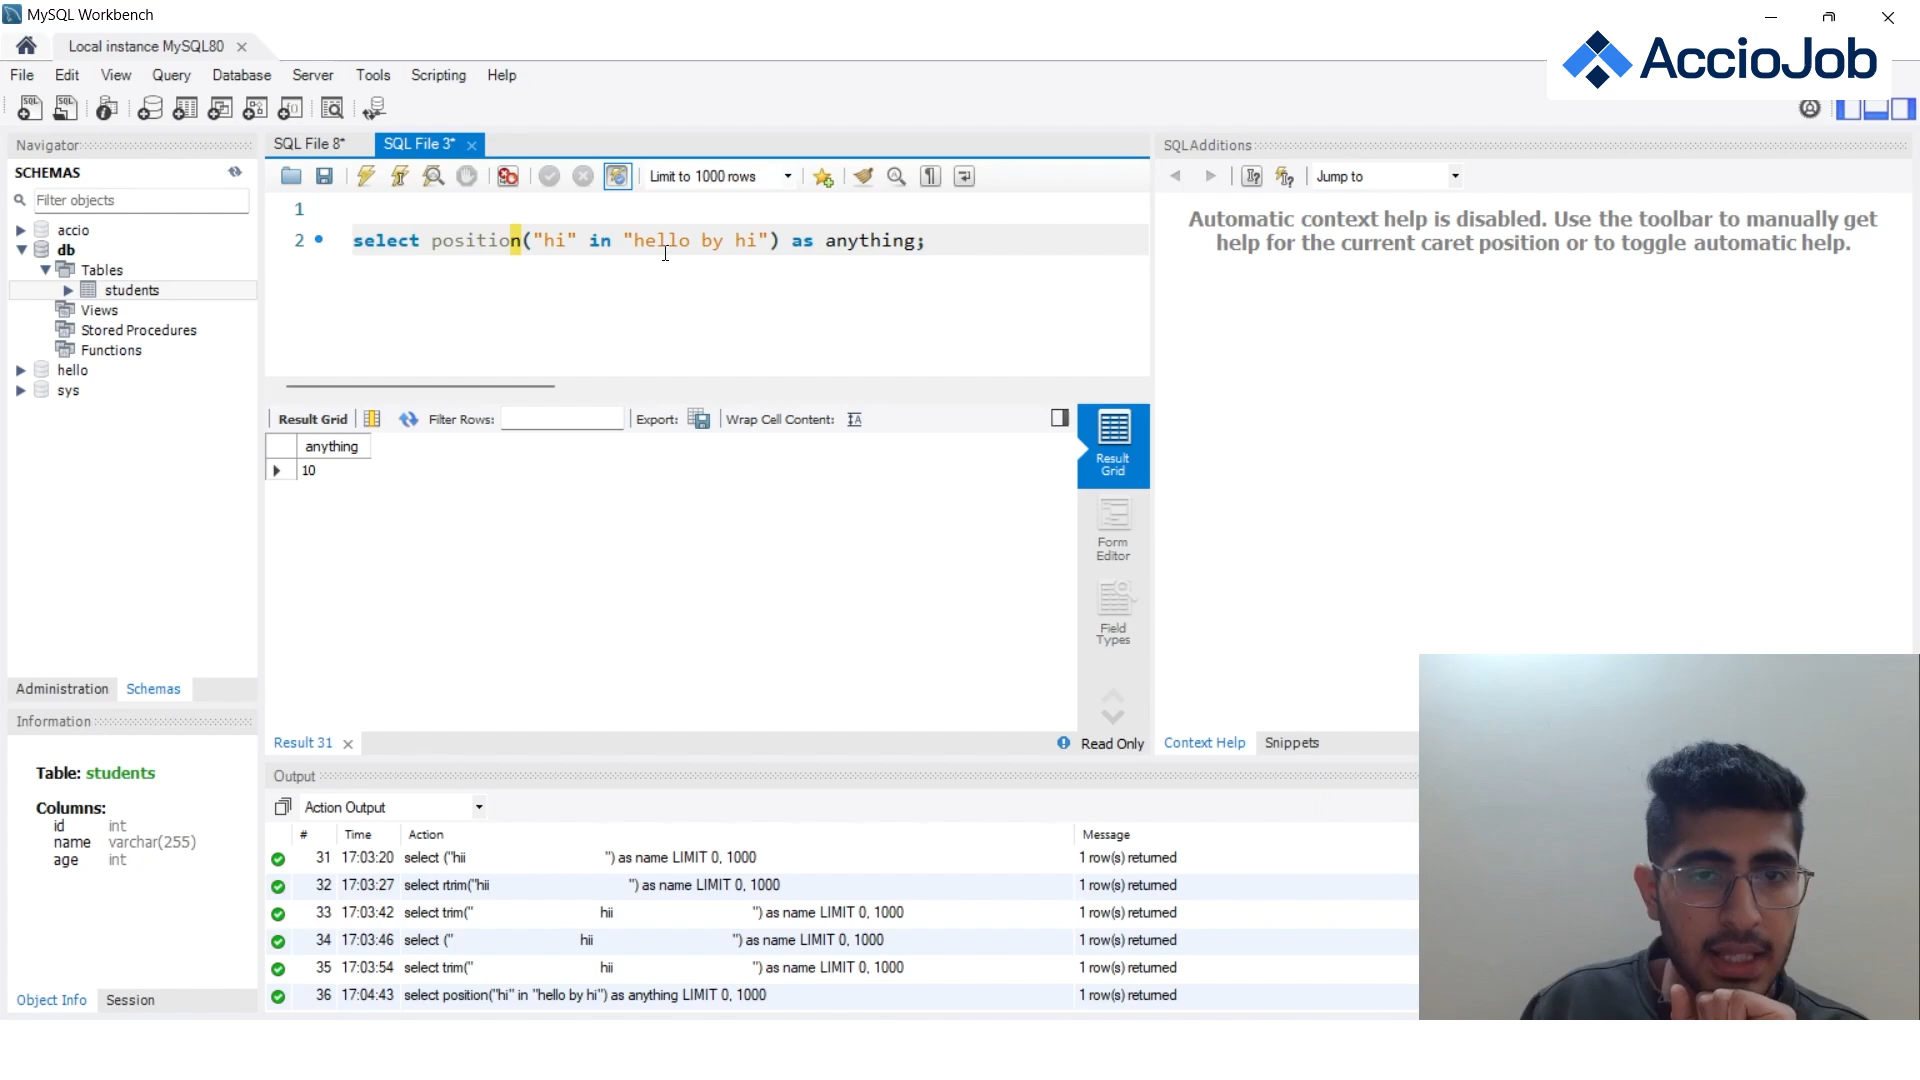 MySQL Workbench
Local instance MySQL80
AccioJob
File Edit View Query Database Server Tools Scripting Help
Navigator
SCHEMAS
Filter objects
accio
db
Tables
students
Views
Stored Procedures
Functions
hello
sys
Administration Schemas
Information
Table: students
Columns:
id int
name varchar(255)
age int
Object Info Session
SQL File 8* SQL File 3*
Limit to 1000 rows
1
2 select position("hi" in "hello by hi") as anything;
Result Grid Filter Rows: Export: Wrap Cell Content:
anything
10
Result Grid
Form Editor
Field Types
Result 31 Read Only
Output
Action Output
# Time Action Message
31 17:03:20 select ("hii ") as name LIMIT 0, 1000 1 row(s) returned
32 17:03:27 select rtrim("hii ") as name LIMIT 0, 1000 1 row(s) returned
33 17:03:42 select trim(" hii ") as name LIMIT 0, 1000 1 row(s) returned
34 17:03:46 select (" hii ") as name LIMIT 0, 1000 1 row(s) returned
35 17:03:54 select trim(" hii ") as name LIMIT 0, 1000 1 row(s) returned
36 17:04:43 select position("hi" in "hello by hi") as anything LIMIT 0, 1000 1 row(s) returned
SQLAdditions
Jump to
Automatic context help is disabled. Use the toolbar to manually get
help for the current caret position or to toggle automatic help.
Context Help Snippets